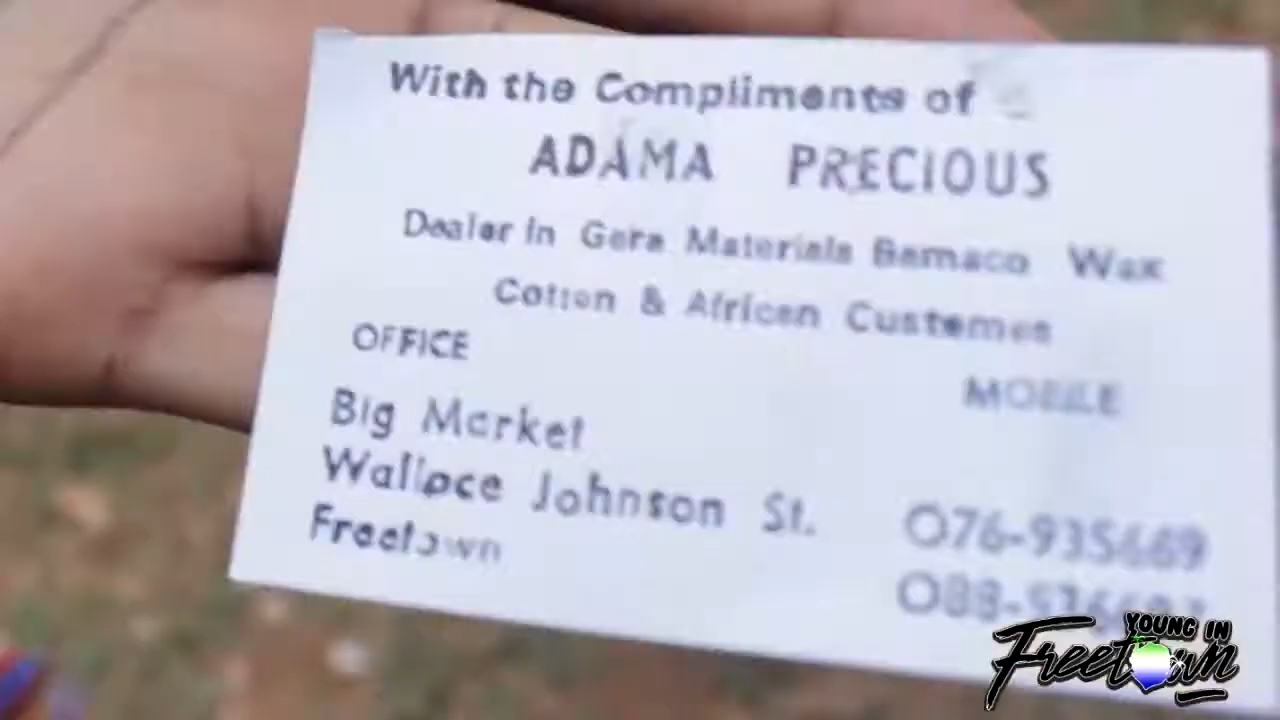 With the Compliments of
ADAMA PRECIOUS
Dealer in Gara Materials Bamaco Wax
Cotton & African Custemes
OFFICE
MOBILE
Big Market
Wallace Johnson St.
Freetown
076-935669
YOUNG IN
Freetown